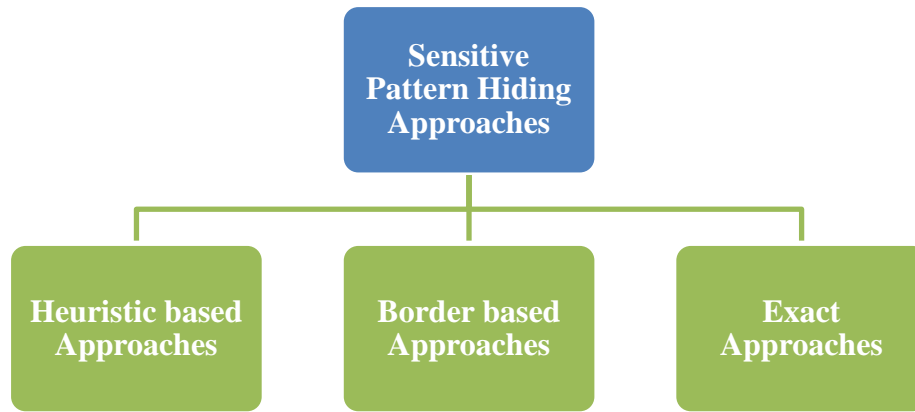 Sensitive
Pattern Hiding
Approaches
Heuristic based
Approaches
Border based
Approaches
Exact
Approaches